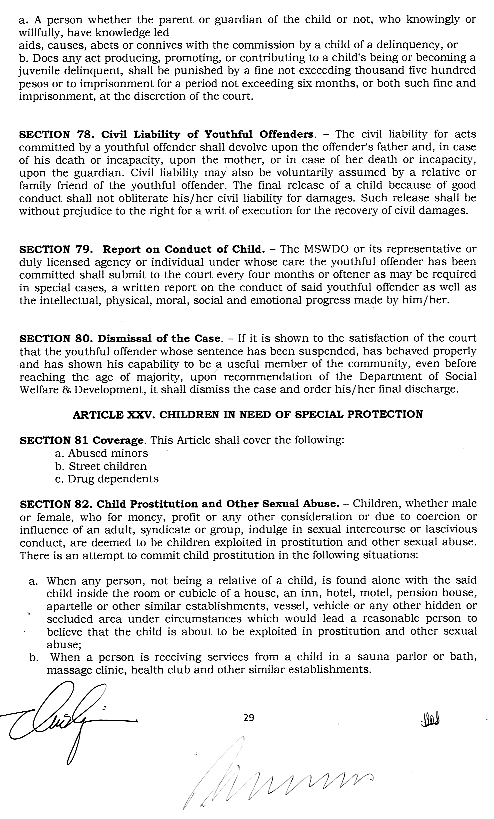 a. A person whether the parent or guardian of the child or not, who knowingly or
willfully, have knowledge led
aids, causes, abets or connives with the commission by a child of a delinquency, or
b. Does any act producing, promoting, or contributing to a child's being or becoming a
juvenile delinquent, shall be punished by a fine not exceeding thousand five hundred
pesos or to imprisonment for a period not exceeding six months, or both such fine and
imprisonment, at the discretion of the court.
SECTION 78. Civil Liability of Youthful Offenders. – The civil liability for acts
committed by a youthful offender shall devolve upon the offender's father and, in case
of his death or incapacity, upon the mother, or in case of her death or incapacity,
upon the guardian. Civil liability may also be voluntarily assumed by a relative or
family friend of the youthful offender. The final release of a child because of good
conduct shall not obliterate his/her civil liability for damages. Such release shall be
without prejudice to the right for a writ of execution for the recovery of civil damages.
SECTION 79. Report on Conduct of Child. – The MSWDO or its representative or
duly licensed agency or individual under whose care the youthful offender has been
committed shall submit to the court every four months or oftener as may be required
in special cases, a written report on the conduct of said youthful offender as well as
the intellectual, physical, moral, social and emotional progress made by him/her.
SECTION 80. Dismissal of the Case. – If it is shown to the satisfaction of the court
that the youthful offender whose sentence has been suspended, has behaved properly
and has shown his capability to be a useful member of the community, even before
reaching the age of majority, upon recommendation of the Department of Social
Welfare & Development, it shall dismiss the case and order his/her final discharge.
ARTICLE XXV. CHILDREN IN NEED OF SPECIAL PROTECTION
SECTION 81 Coverage. This Article shall cover the following:
a. Abused minors
b. Street children
c. Drug dependents
SECTION 82. Child Prostitution and Other Sexual Abuse. – Children, whether male
or female, who for money, profit or any other consideration or due to coercion or
influence of an adult, syndicate or group, indulge in sexual intercourse or lascivious
conduct, are deemed to be children exploited in prostitution and other sexual abuse.
There is an attempt to commit child prostitution in the following situations:
a. When any person, not being a relative of a child, is found alone with the said
child inside the room or cubicle of a house, an inn, hotel, motel, pension house,
apartelle or other similar establishments, vessel, vehicle or any other hidden or
secluded area under circumstances which would lead a reasonable person to
believe that the child is about to be exploited in prostitution and other sexual
abuse;
b. When a person is receiving services from a child in a sauna parlor or bath,
massage clinic, health club and other similar establishments.
29